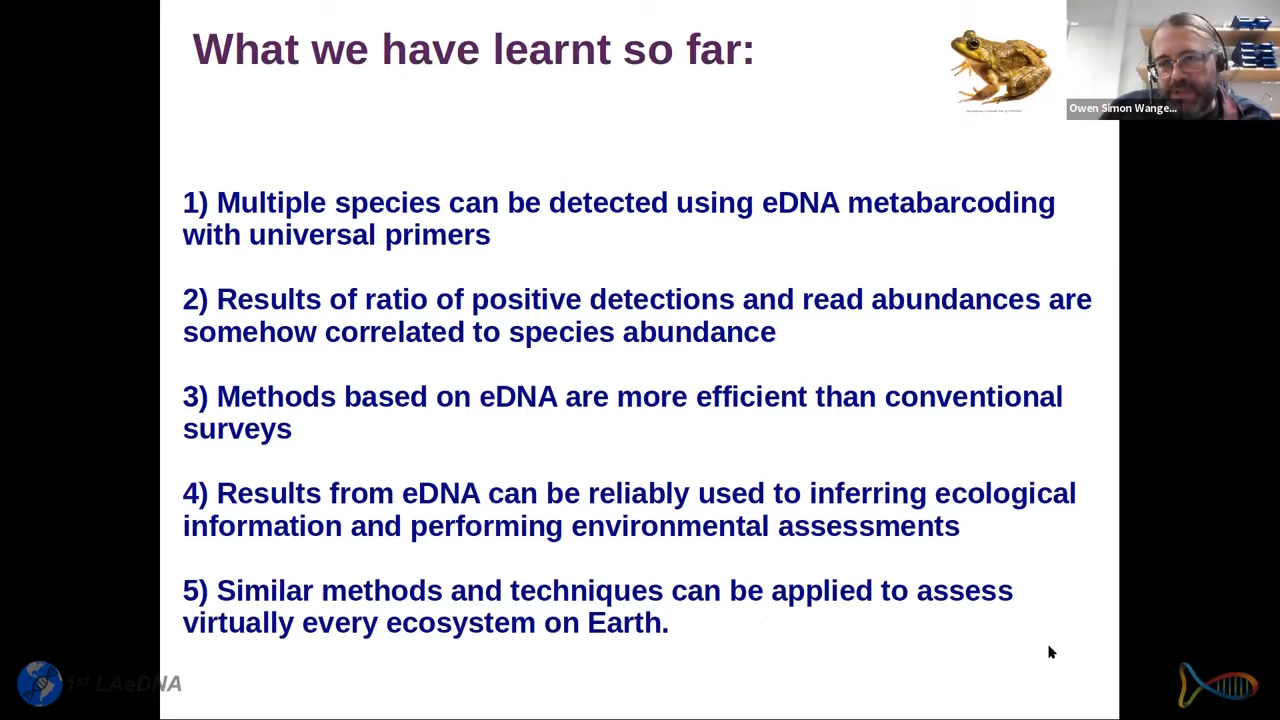 What we have learnt so far:
Owen Simon Wange...
1) Multiple species can be detected using eDNA metabarcoding
with universal primers
2) Results of ratio of positive detections and read abundances are
somehow correlated to species abundance
3) Methods based on eDNA are more efficient than conventional
surveys
4) Results from eDNA can be reliably used to inferring ecological
information and performing environmental assessments
5) Similar methods and techniques can be applied to assess
virtually every ecosystem on Earth.
1st LAeDNA